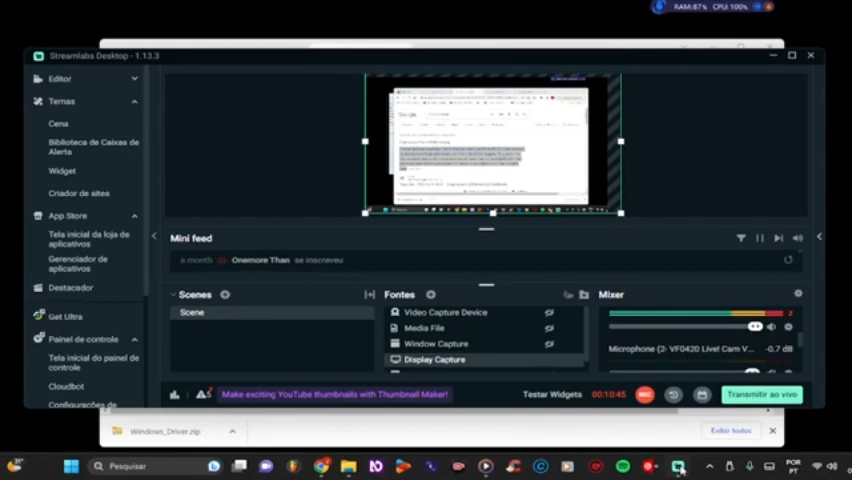 RAM:87% CPU: 100%
Streamlabs Desktop - 1.13.3
Editor
Temas
Cena
Biblioteca de Caixas de
Alerta
Widget
Criador de sites
App Store
Tela inicial da loja de
aplicativos
Gerenciador de
aplicativos
Destacador
Get Ultra
Painel de controle
Tela inicial do painel de
controle
Cloudbot
Configurações de
Google
Mini feed
a month
Onemore Than se inscreveu
Scenes
Scene
Fontes
Video Capture Device
Media File
Window Capture
Display Capture
Mixer
Microphone (2- VF0420 Live! Cam V... -0.7 dB
Make exciting YouTube thumbnails with Thumbnail Maker!
Testar Widgets
00:10:45
REC
Transmitir ao vivo
Windows_Driver.zip
Exibir todos
Pesquisar
POR
PT